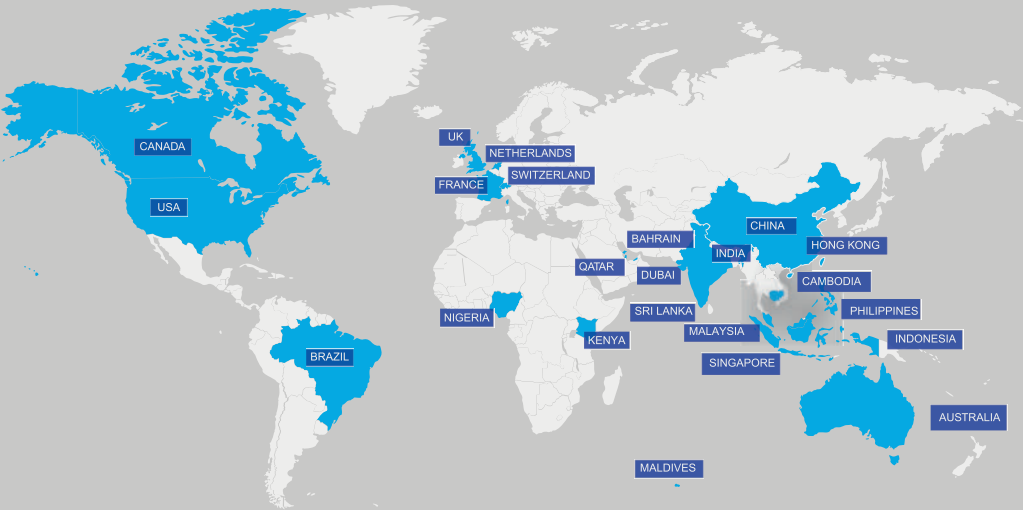 UK
CANADA
NETHERLANDS
SWITZERLAND
FRANCE
USA
CHINA
BAHRAIN
HONG KONG
INDIA
QATAR
DUBAI
CAMBODIA
SRI LANKA
PHILIPPINES
NIGERIA
MALAYSIA
KENYA
INDONESIA
BRAZIL
SINGAPORE
AUSTRALIA
MALDIVES